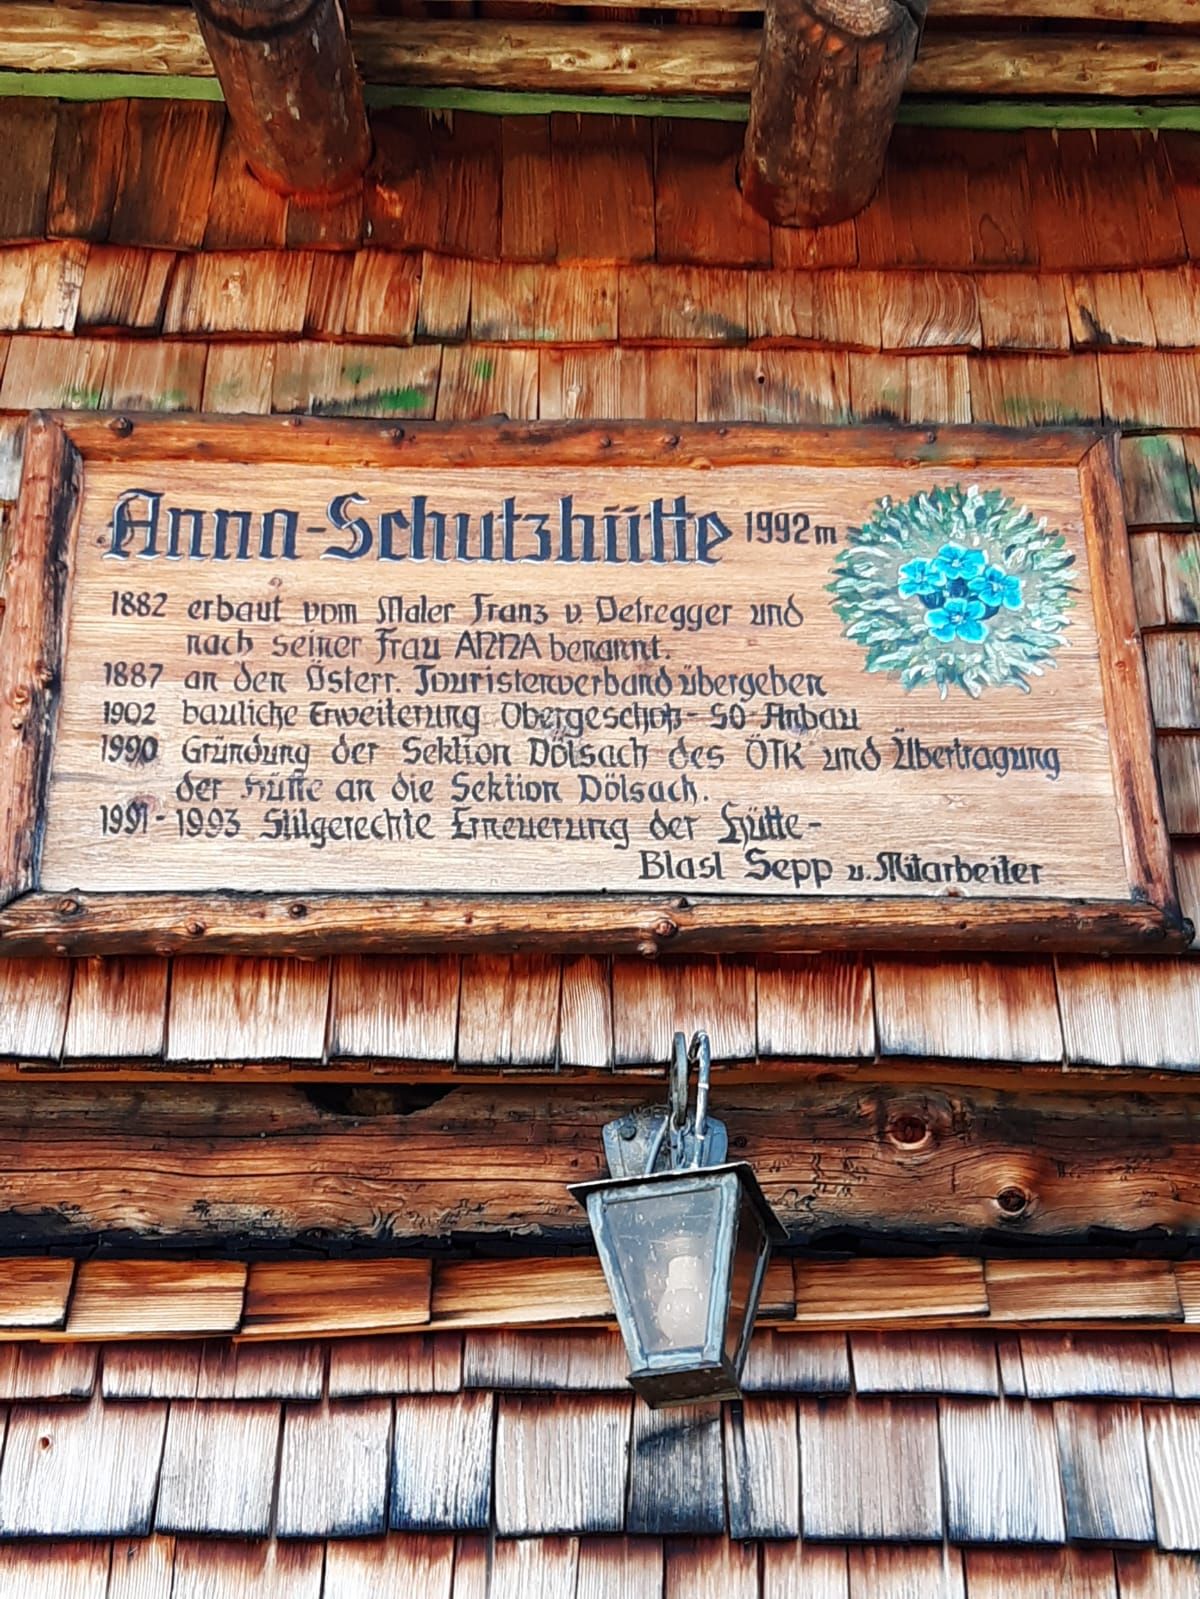 Anna-Schutzhütte 1992 m
1882 erbaut vom Maler Franz v. Defregger und
nach seiner Frau ANNA benannt.
1887 an den Österr. Touristenverband übergeben
1902 bauliche Erweiterung Obergeschoß - SO-Anbau
1990 Gründung der Sektion Dölsach des ÖTK und Übertragung
der Hütte an die Sektion Dölsach.
1991 - 1993 Stilgerechte Erneuerung der Hütte -
Blasl Sepp u. Mitarbeiter